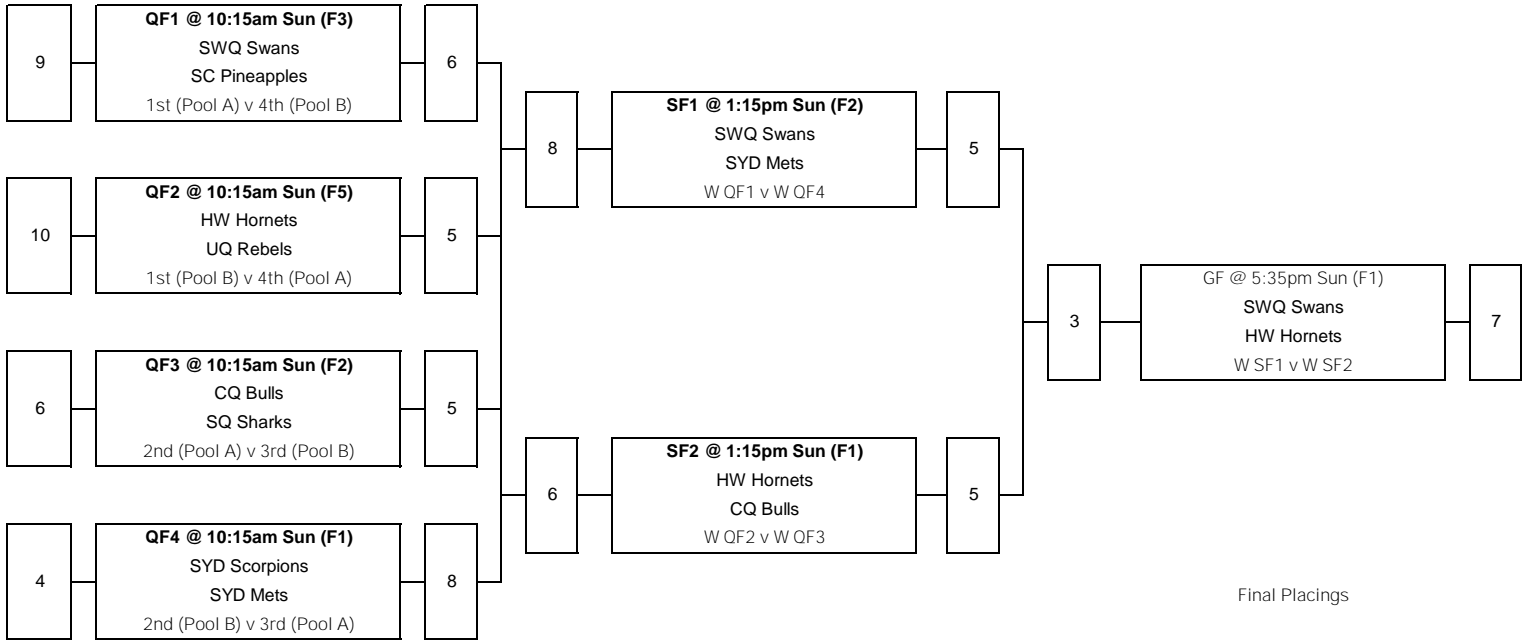 9
QF1 @ 10:15am Sun (F3)
SWQ Swans
SC Pineapples
1st (Pool A) v 4th (Pool B)
6
10
QF2 @ 10:15am Sun (F5)
HW Hornets
UQ Rebels
1st (Pool B) v 4th (Pool A)
5
6
QF3 @ 10:15am Sun (F2)
CQ Bulls
SQ Sharks
2nd (Pool A) v 3rd (Pool B)
5
4
QF4 @ 10:15am Sun (F1)
SYD Scorpions
SYD Mets
2nd (Pool B) v 3rd (Pool A)
8
8
SF1 @ 1:15pm Sun (F2)
SWQ Swans
SYD Mets
W QF1 v W QF4
5
6
SF2 @ 1:15pm Sun (F1)
HW Hornets
CQ Bulls
W QF2 v W QF3
5
3
GF @ 5:35pm Sun (F1)
SWQ Swans
HW Hornets
W SF1 v W SF2
7
Final Placings